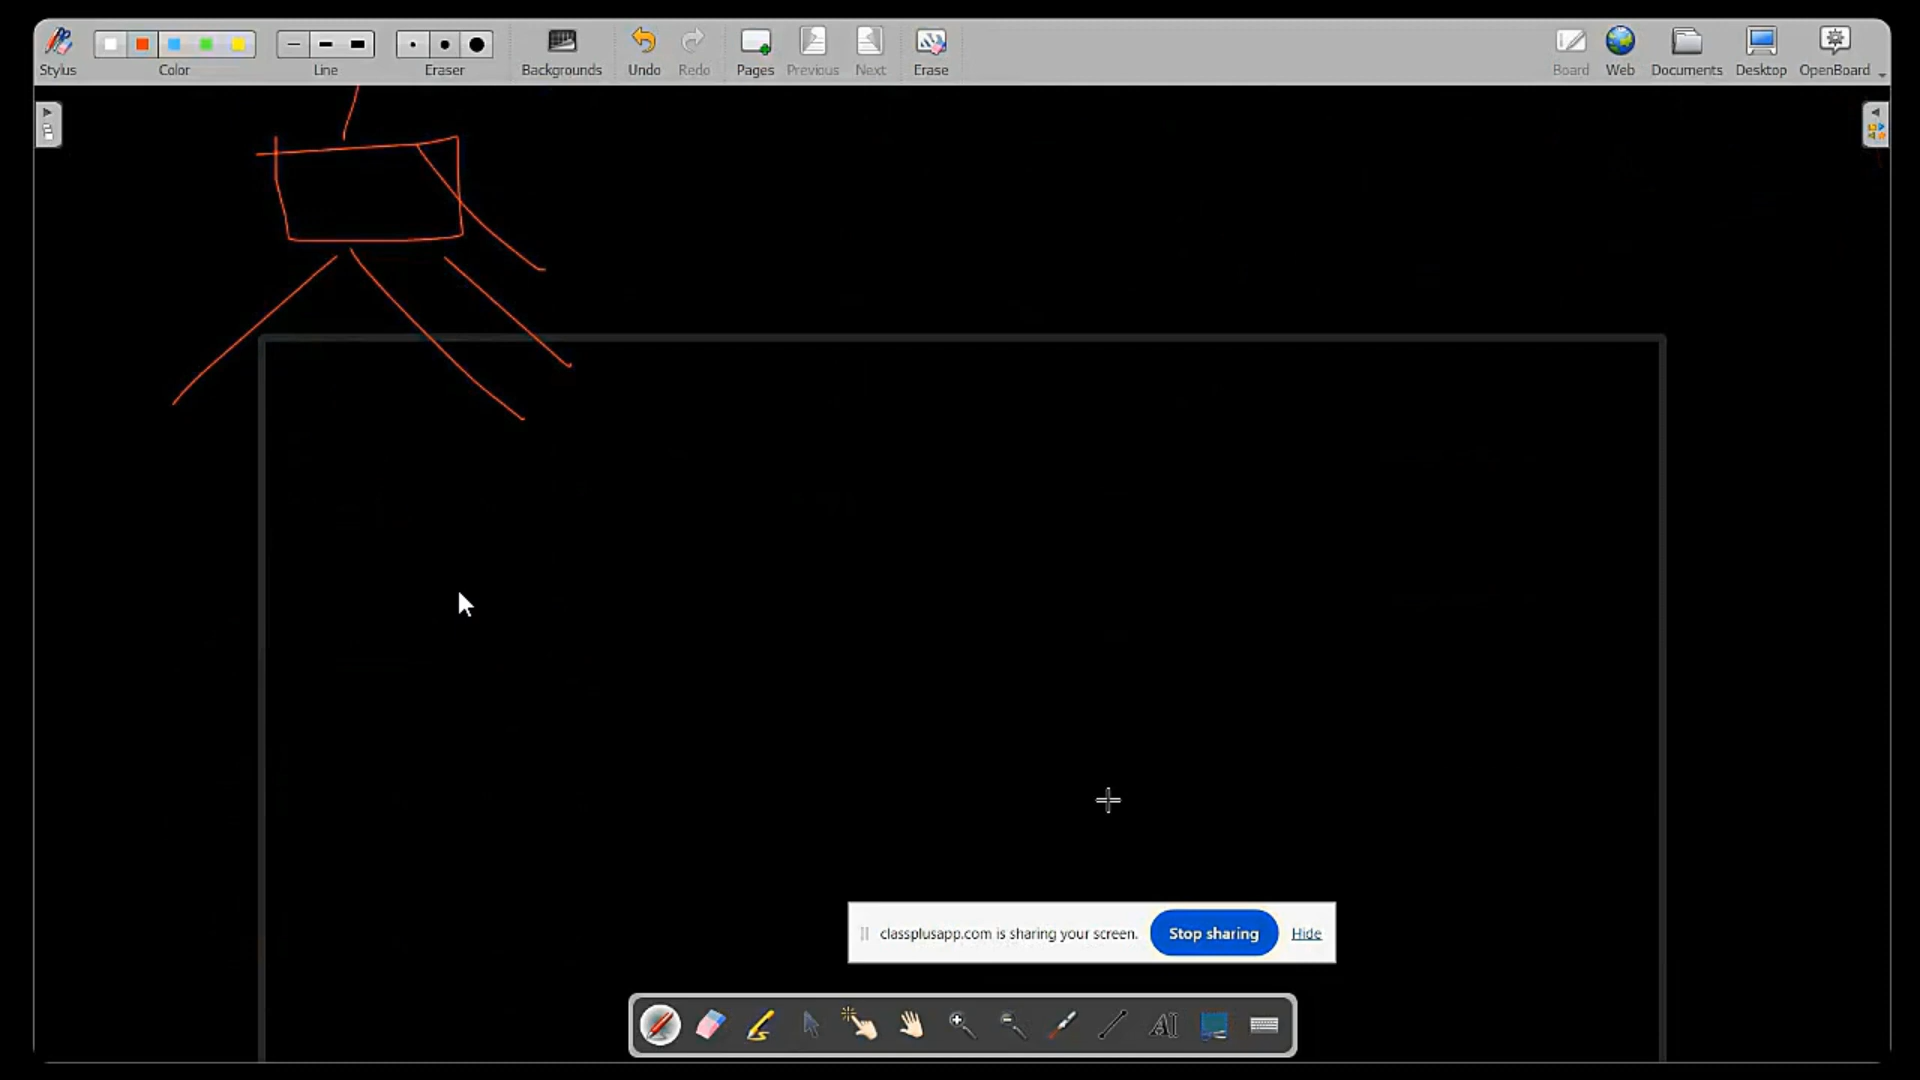 Stylus Color Line Eraser Backgrounds Undo Redo Pages Previous Next Erase Board Web Documents Desktop OpenBoard
classplusapp.com is sharing your screen. Stop sharing Hide
AI